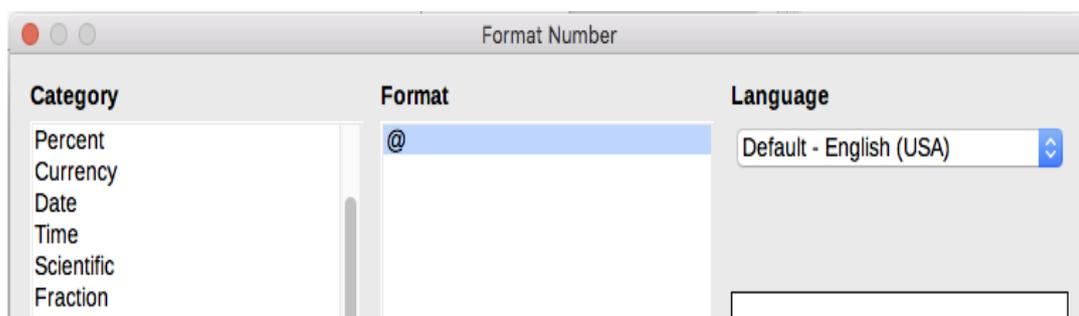 Format Number
Category
Format
Language
Percent
@
Default - English (USA)
Currency
Date
Time
Scientific
Fraction